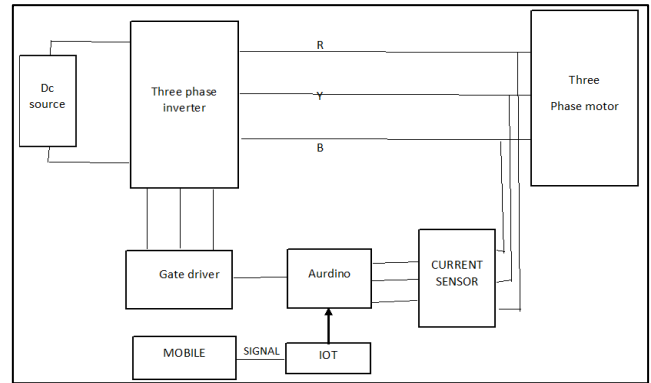 Dc
source
Three phase
inverter
R
Y
B
Three
Phase motor
Gate driver
Aurdino
CURRENT
SENSOR
MOBILE
SIGNAL
IOT